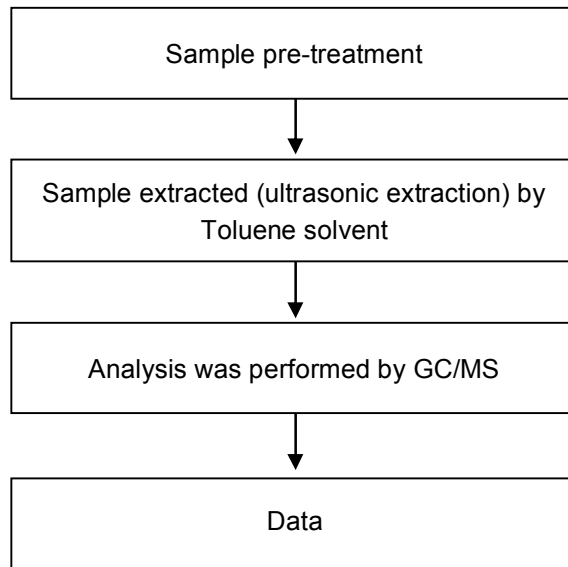 Sample pre-treatment
Sample extracted (ultrasonic extraction) by
Toluene solvent
Analysis was performed by GC/MS
Data